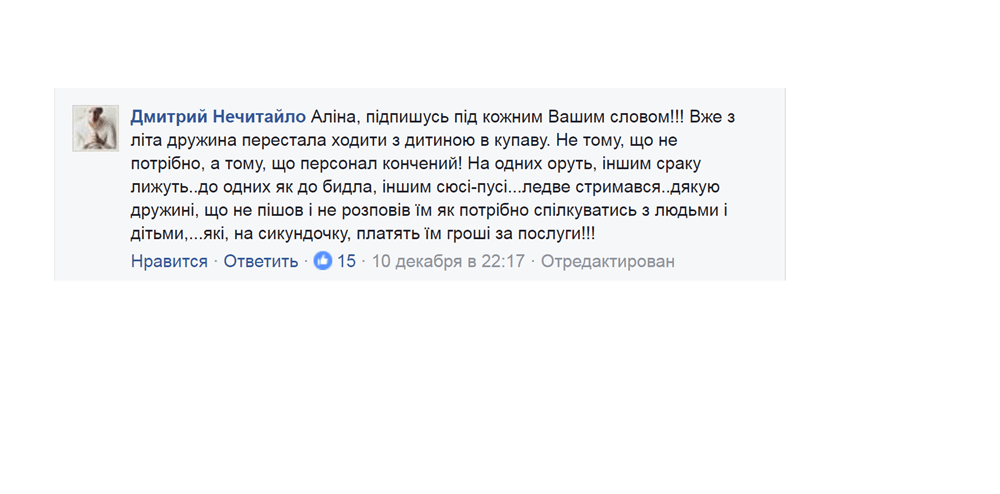 Дмитрий Нечитайло Аліна, підпишусь під кожним Вашим словом!!! Вже з
літа дружина перестала ходити з дитиною в купаву. Не тому, що не
потрібно, а тому, що персонал кончений! На одних оруть, іншим сраку
лижуть..до одних як до бидла, іншим сюсі-пусі...ледве стримався..дякую
дружині, що не пішов і не розповів їм як потрібно спілкуватись з людьми і
дітьми,...які, на сикундочку, платять їм гроші за послуги!!!
Нравится · Ответить · 15 · 10 декабря в 22:17 · Отредактирован